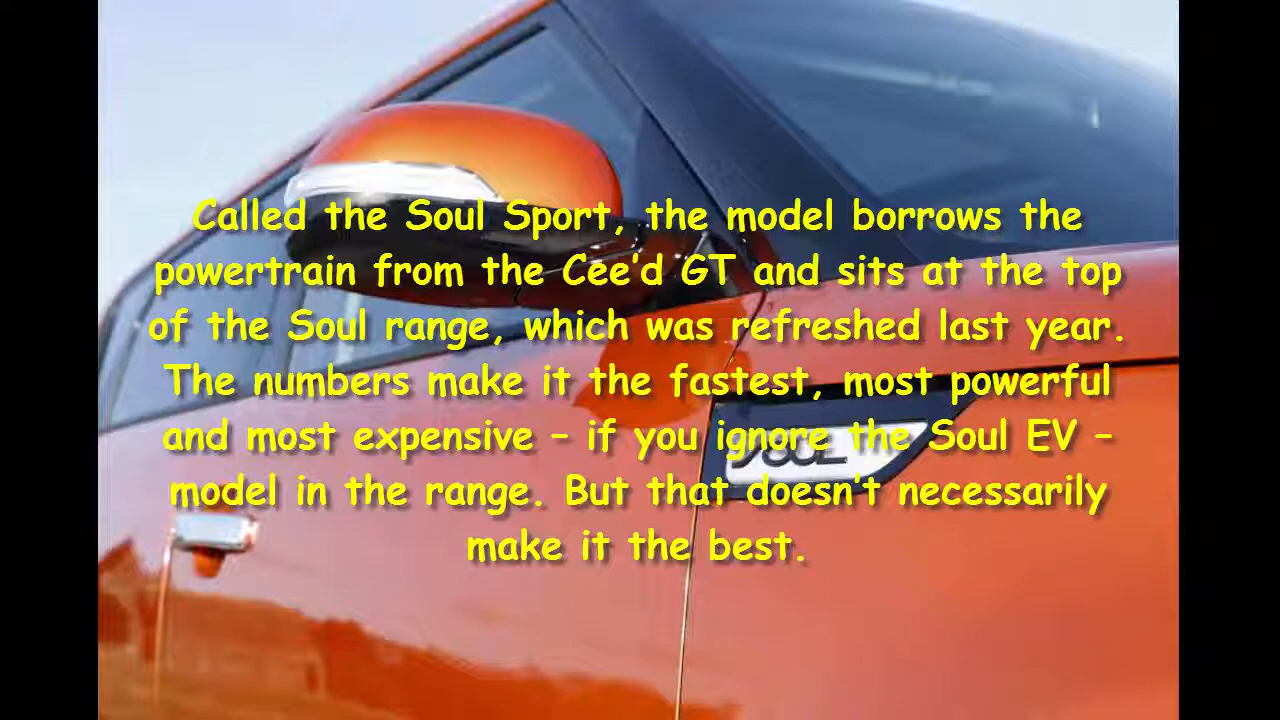 Called the Soul Sport, the model borrows the
powertrain from the Cee'd GT and sits at the top
of the Soul range, which was refreshed last year.
The numbers make it the fastest, most powerful
and most expensive – if you ignore the Soul EV –
model in the range. But that doesn't necessarily
make it the best.
SOUL